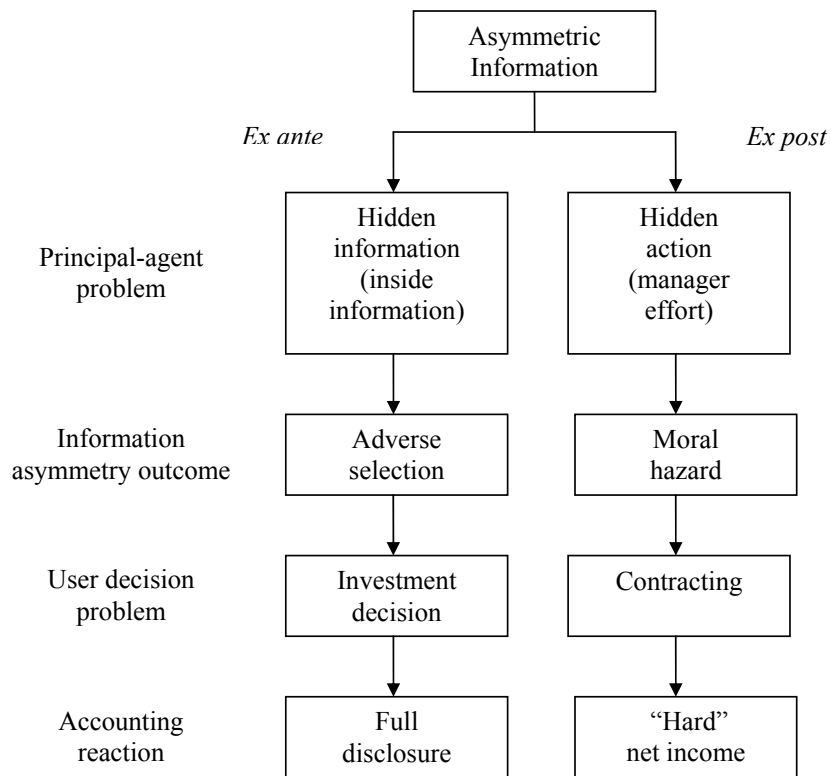 Asymmetric
Information
Ex ante
Ex post
Principal-agent
problem
Hidden
information
(inside
information)
Hidden
action
(manager
effort)
Information
asymmetry outcome
Adverse
selection
Moral
hazard
User decision
problem
Investment
decision
Contracting
Accounting
reaction
Full
disclosure
“Hard”
net income